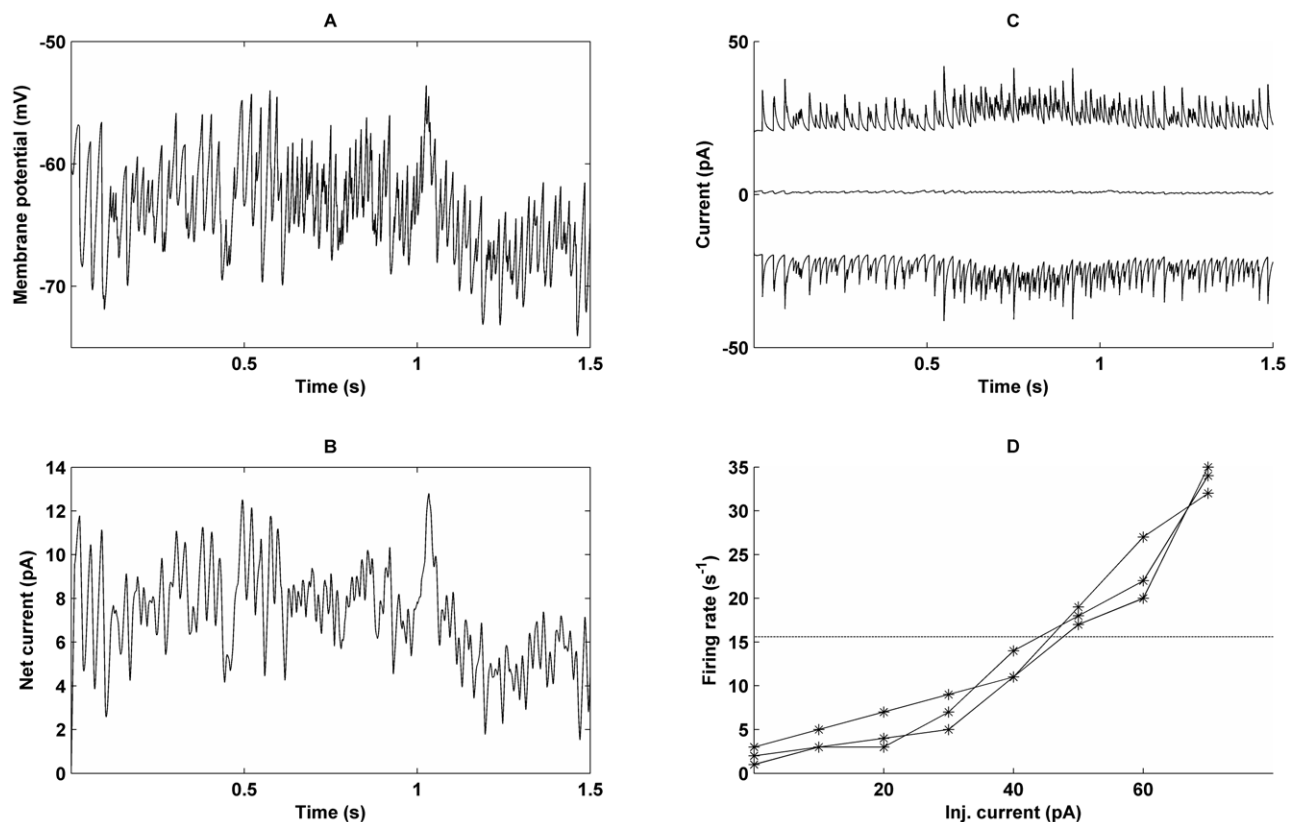 A
-50
-60
-70
Membrane potential (mV)
0.5
1
1.5
Time (s)
C
50
0
-50
Current (pA)
0.5
1
1.5
Time (s)
B
14
12
10
8
6
4
2
0
Net current (pA)
0.5
1
1.5
Time (s)
D
35
30
25
20
15
10
5
0
Firing rate (s-1)
20
40
60
Inj. current (pA)